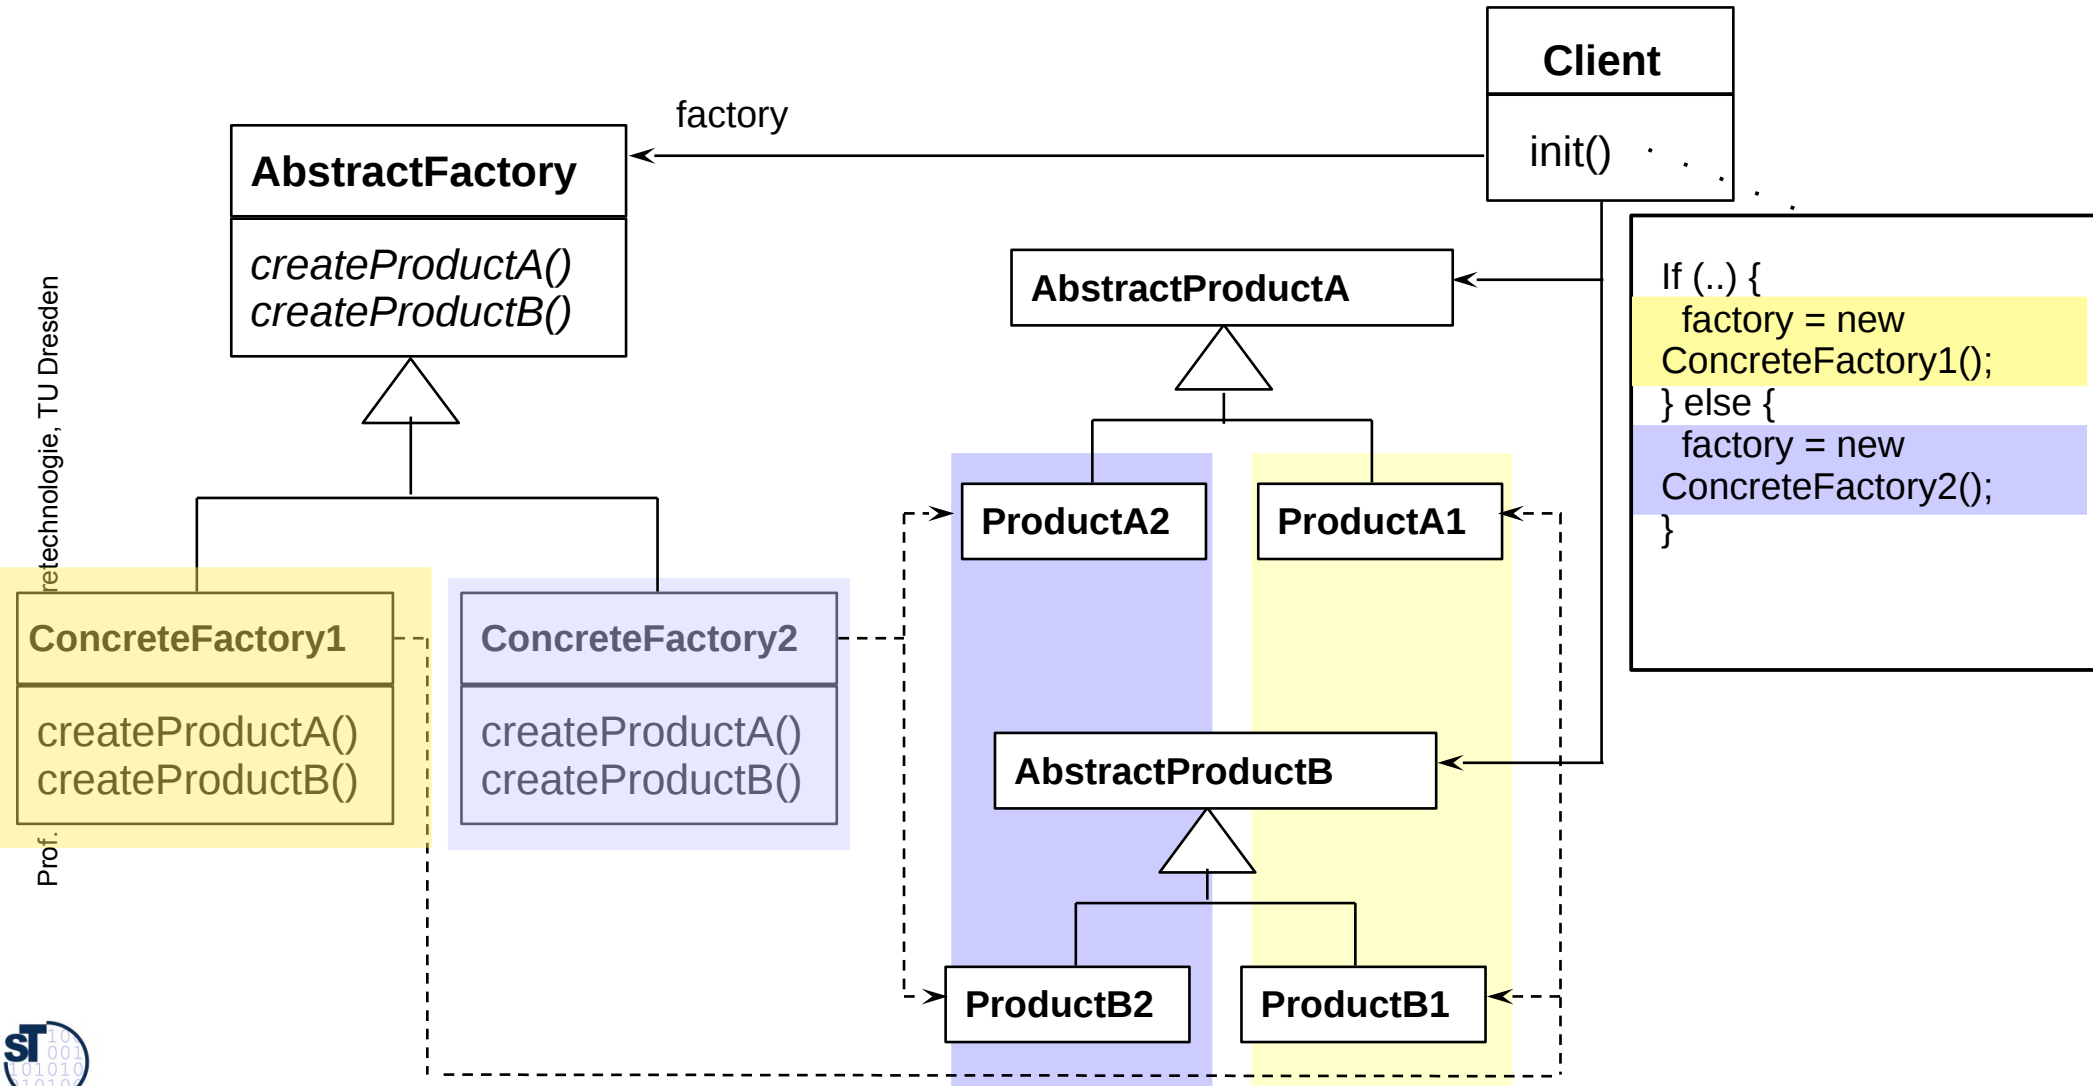 Client
init()
factory
AbstractFactory
createProductA()
createProductB()
AbstractProductA
If (..) {
factory = new
ConcreteFactory1();
} else {
factory = new
ConcreteFactory2();
}
ProductA2
ProductA1
ConcreteFactory1
createProductA()
createProductB()
ConcreteFactory2
createProductA()
createProductB()
AbstractProductB
ProductB2
ProductB1
Prof. retechnologie, TU Dresden
ST